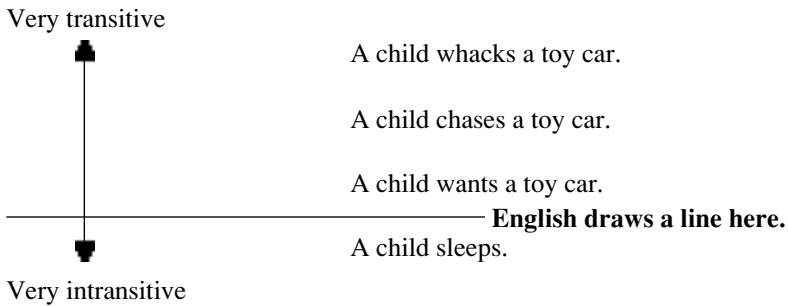 Very transitive
A child whacks a toy car.
A child chases a toy car.
A child wants a toy car.
English draws a line here.
A child sleeps.
Very intransitive